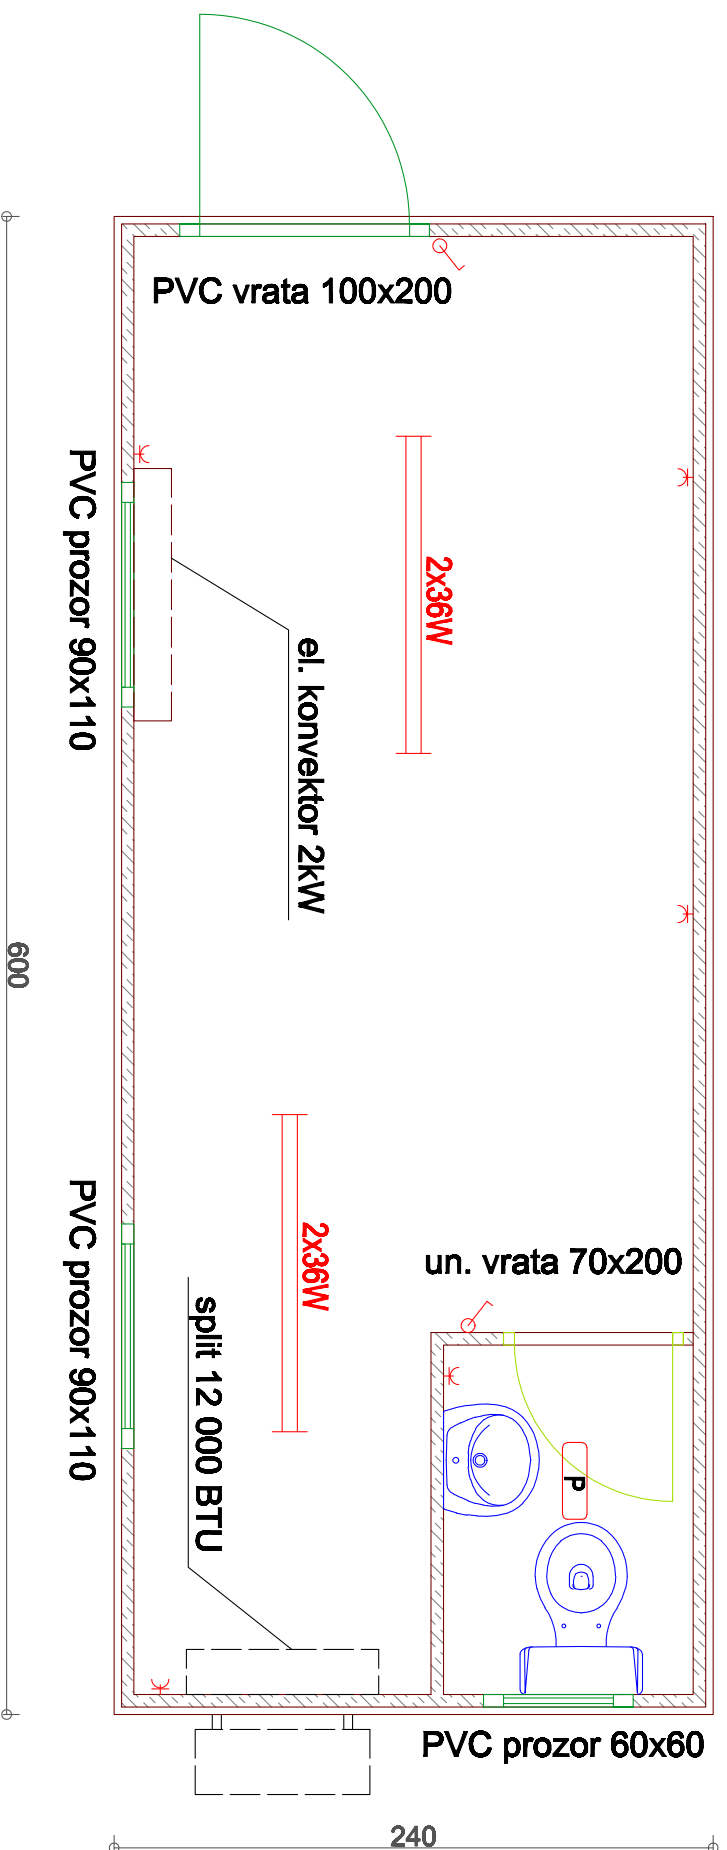 PVC vrata 100x200
2x36W
PVC prozor 90x110
el. konvektor 2kW
600
PVC prozor 90x110
2x36W
un. vrata 70x200
split 12 000 BTU
P
PVC prozor 60x60
240